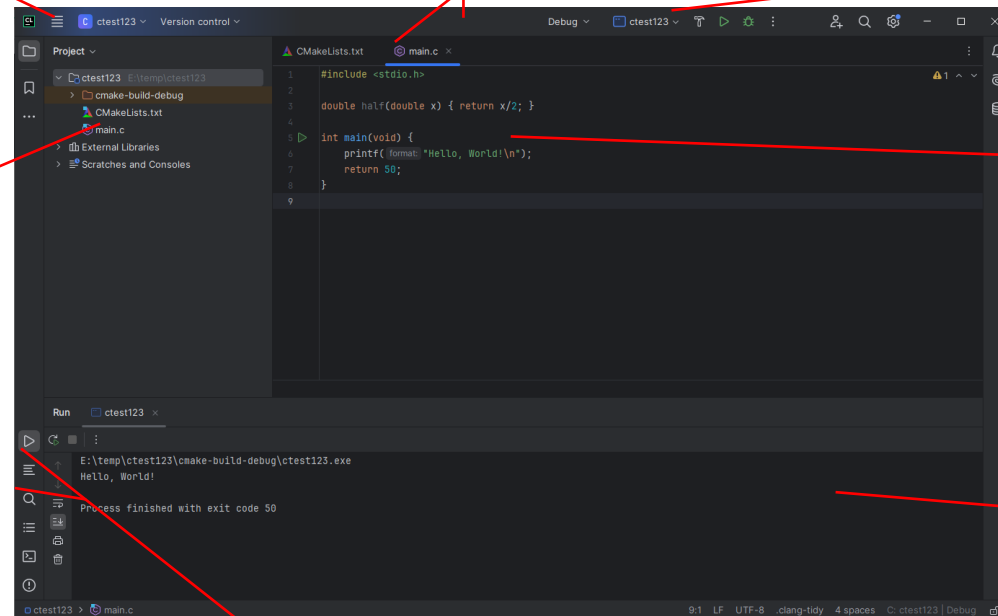 CL C ctest123 Version control Debug ctest123
Project
CMakeLists.txt main.c
ctest123 E:\temp\ctest123
cmake-build-debug
CMakeLists.txt
main.c
External Libraries
Scratches and Consoles
1 #include <stdio.h>
1
2
3 double half(double x) { return x/2; }
4
5 int main(void) {
6 printf( format: "Hello, World!\n");
7 return 50;
8 }
9
Run ctest123
E:\temp\ctest123\cmake-build-debug\ctest123.exe
Hello, World!
Process finished with exit code 50
ctest123 > main.c 9:1 LF UTF-8 .clang-tidy 4 spaces C: ctest123 | Debug